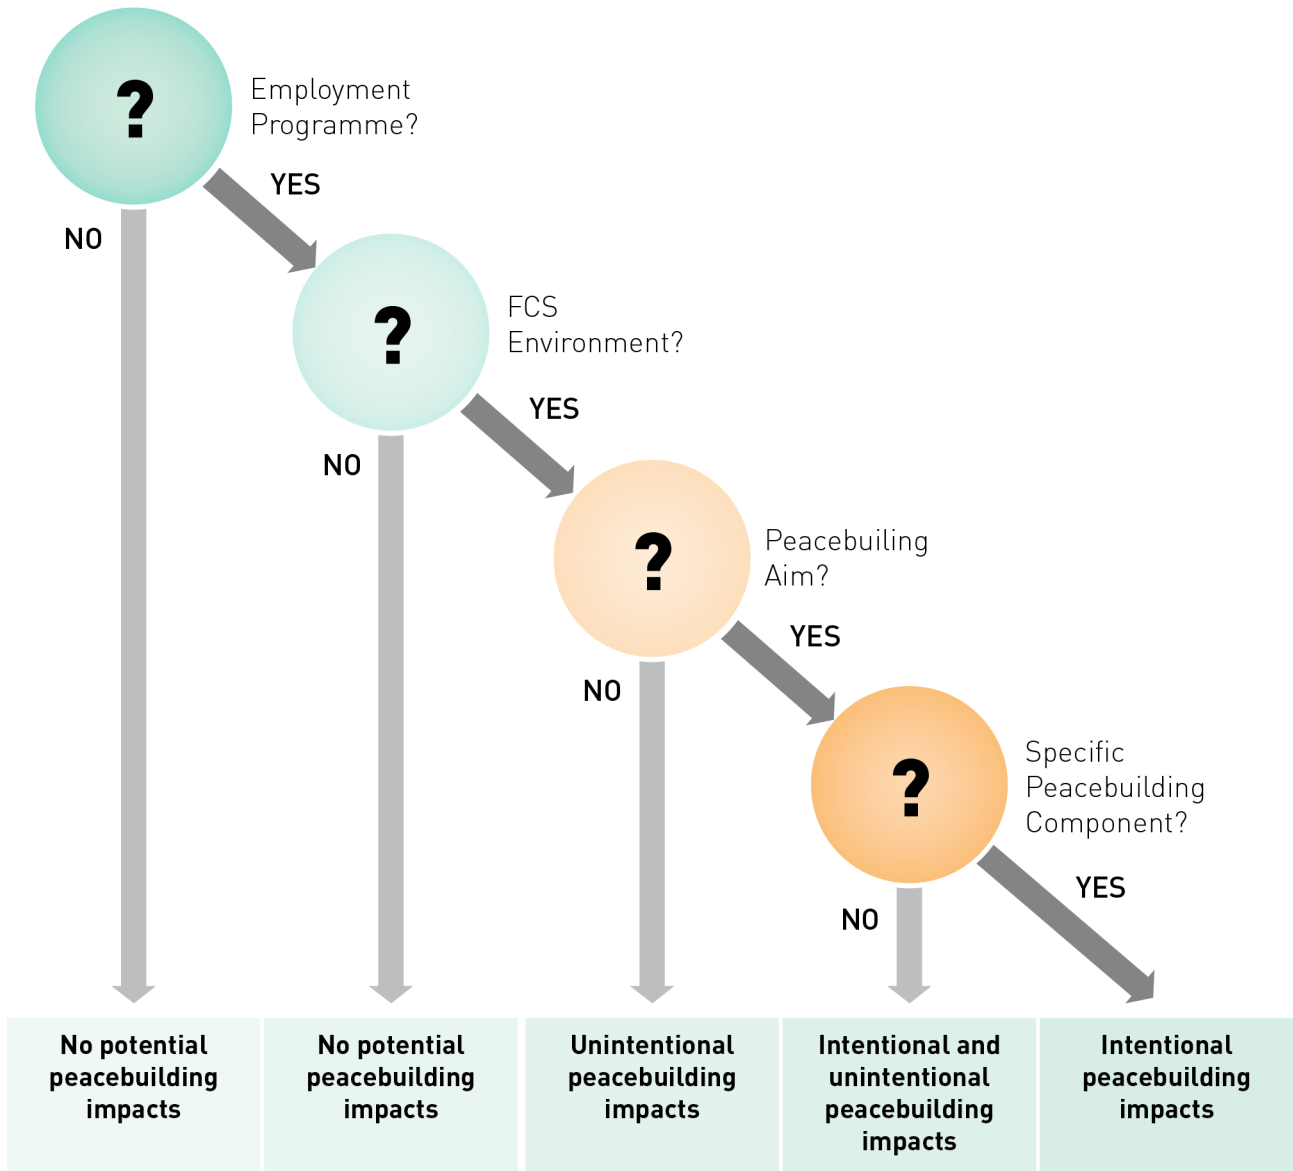 ?
Employment
Programme?
YES
NO
?
FCS
Environment?
YES
NO
?
Peacebuiling
Aim?
YES
NO
?
Specific
Peacebuilding
Component?
YES
NO
No potential
peacebuilding
impacts
No potential
peacebuilding
impacts
Unintentional
peacebuilding
impacts
Intentional and
unintentional
peacebuilding
impacts
Intentional
peacebuilding
impacts